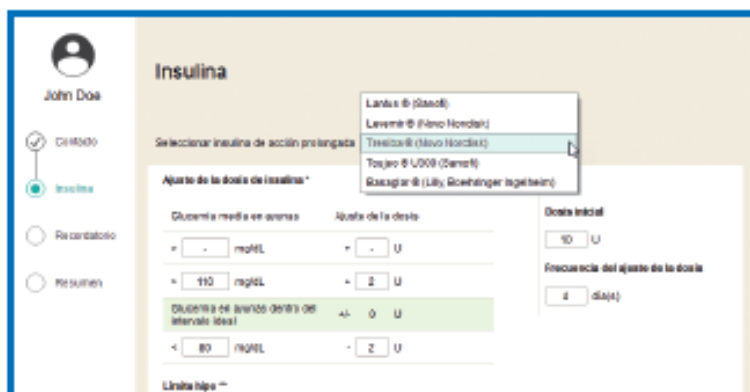 Insulina
John Doe
Contacto
Insulina
Recordatorio
Resumen
Seleccionar insulina de acción prolongada
Lantus ® (Sanofi)
Levemir ® (Novo Nordisk)
Tresiba ® (Novo Nordisk)
Toujeo ® U300 (Sanofi)
Basaglar ® (Lilly, Boehringer Ingelheim)
Ajuste de la dosis de insulina *
Glucemia media en ayunas Ajuste de la dosis
- mg/dL + - U
> 110 mg/dL + 2 U
Glucemia en ayunas dentro del +/- 0 U
intervalo ideal
< 80 mg/dL - 2 U
Límite hipo **
Dosis inicial
10 U
Frecuencia del ajuste de la dosis
4 día(s)